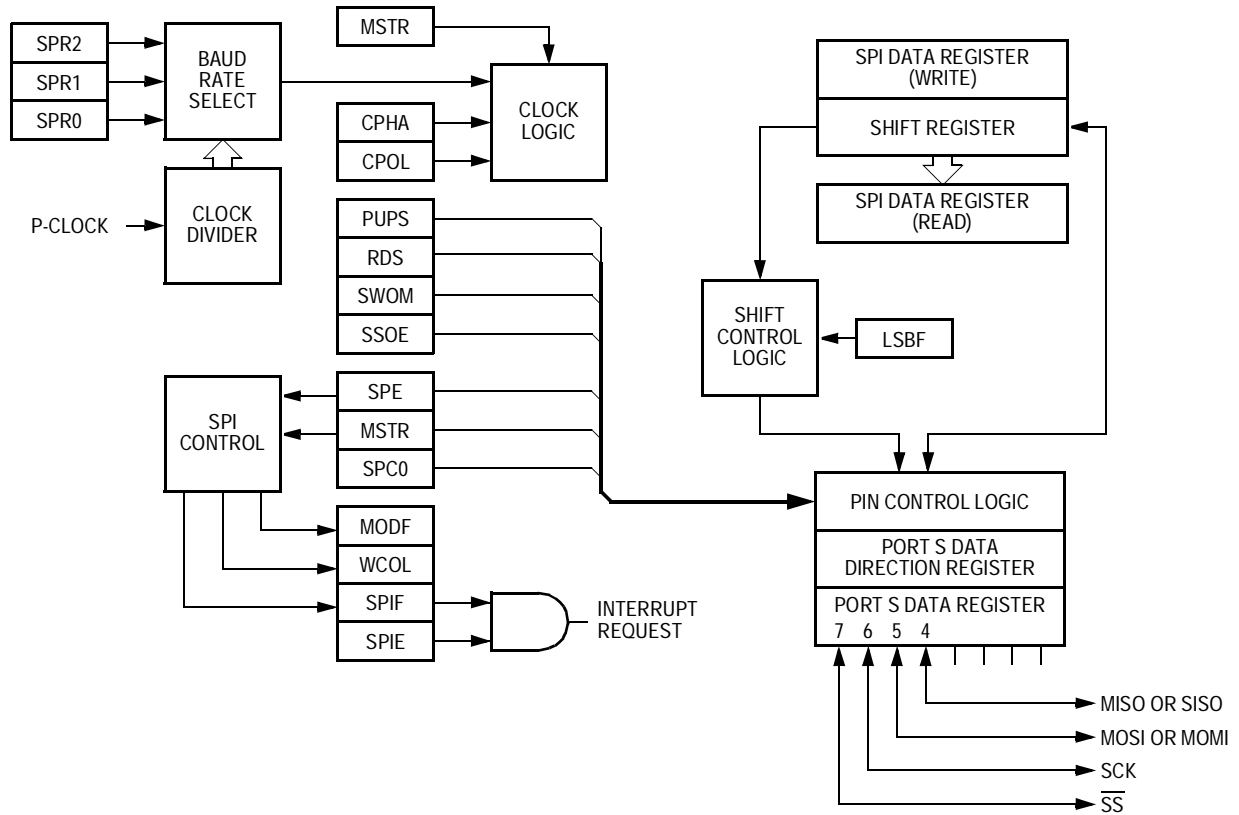 SPR2
SPR1
SPR0
BAUD
RATE
SELECT
MSTR
CPHA
CPOL
CLOCK
LOGIC
P-CLOCK
CLOCK
DIVIDER
PUPS
RDS
SWOM
SSOE
SPI
CONTROL
SPE
MSTR
SPC0
MODF
WCOL
SPIF
SPIE
INTERRUPT
REQUEST
SPI DATA REGISTER
(WRITE)
SHIFT REGISTER
SPI DATA REGISTER
(READ)
SHIFT
CONTROL
LOGIC
LSBF
PIN CONTROL LOGIC
PORT S DATA
DIRECTION REGISTER
PORT S DATA REGISTER
7 6 5 4
MISO OR SISO
MOSI OR MOMI
SCK
S̅S̅